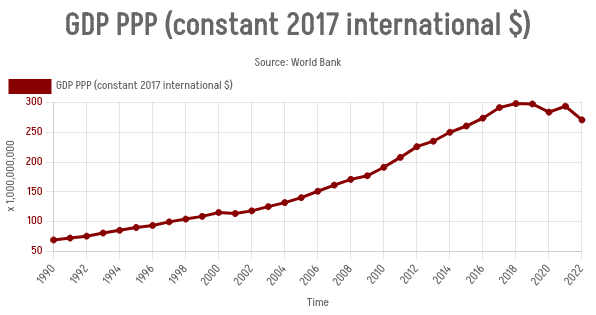 GDP PPP (constant 2017 international $)
Source: World Bank
GDP PPP (constant 2017 international $)
300
250
200
150
100
50
x 1,000,000,000
1990 1992 1994 1996 1998 2000 2002 2004 2006 2008 2010 2012 2014 2016 2018 2020 2022
Time